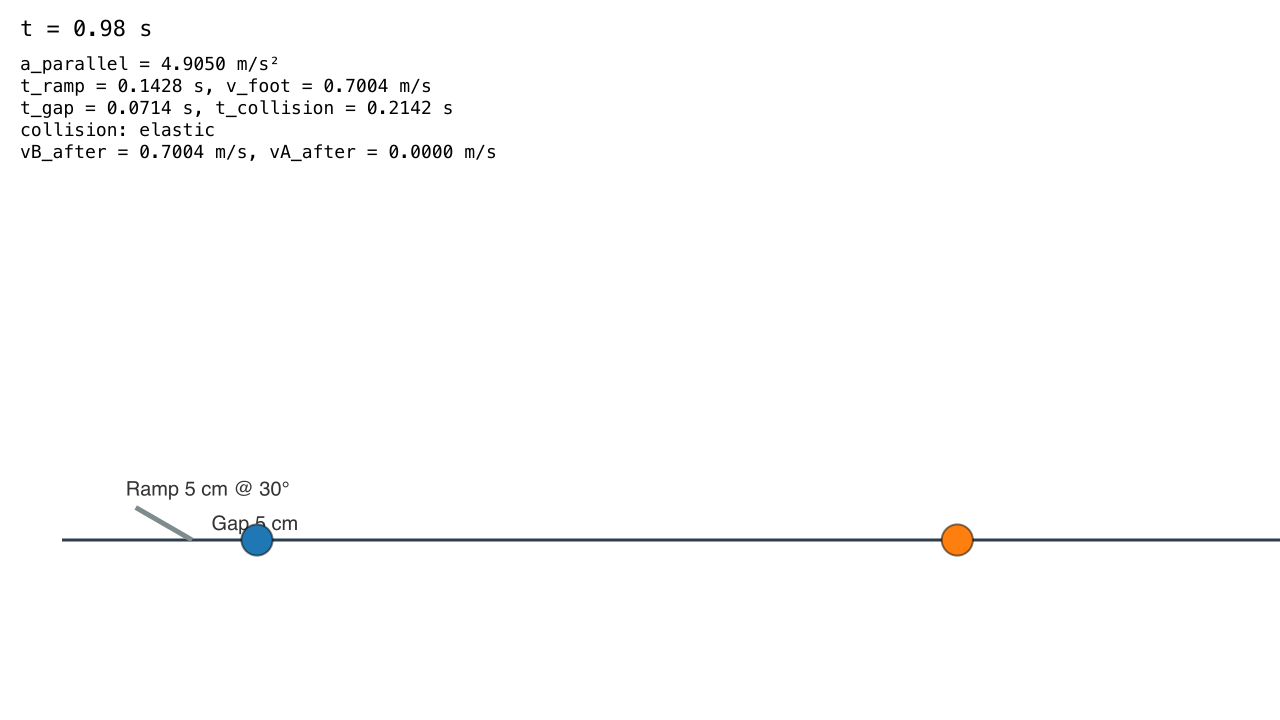 t = 0.98 s
a_parallel = 4.9050 m/s²
t_ramp = 0.1428 s, v_foot = 0.7004 m/s
t_gap = 0.0714 s, t_collision = 0.2142 s
collision: elastic
vB_after = 0.7004 m/s, vA_after = 0.0000 m/s
Ramp 5 cm @ 30°
Gap 5 cm